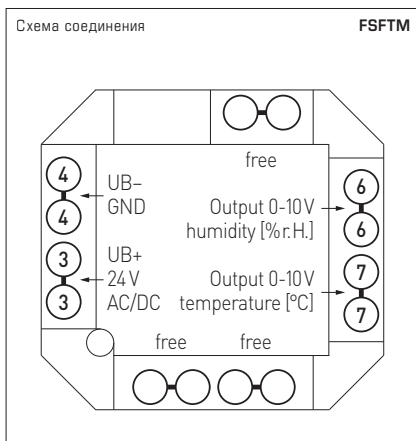 Схема соединения FSFTM
free
4
4
UB–
GND
3
3
UB+
24 V
AC/DC
Output 0-10 V
humidity [% r. H.]
6
6
Output 0-10 V
temperature [°C]
7
7
free free